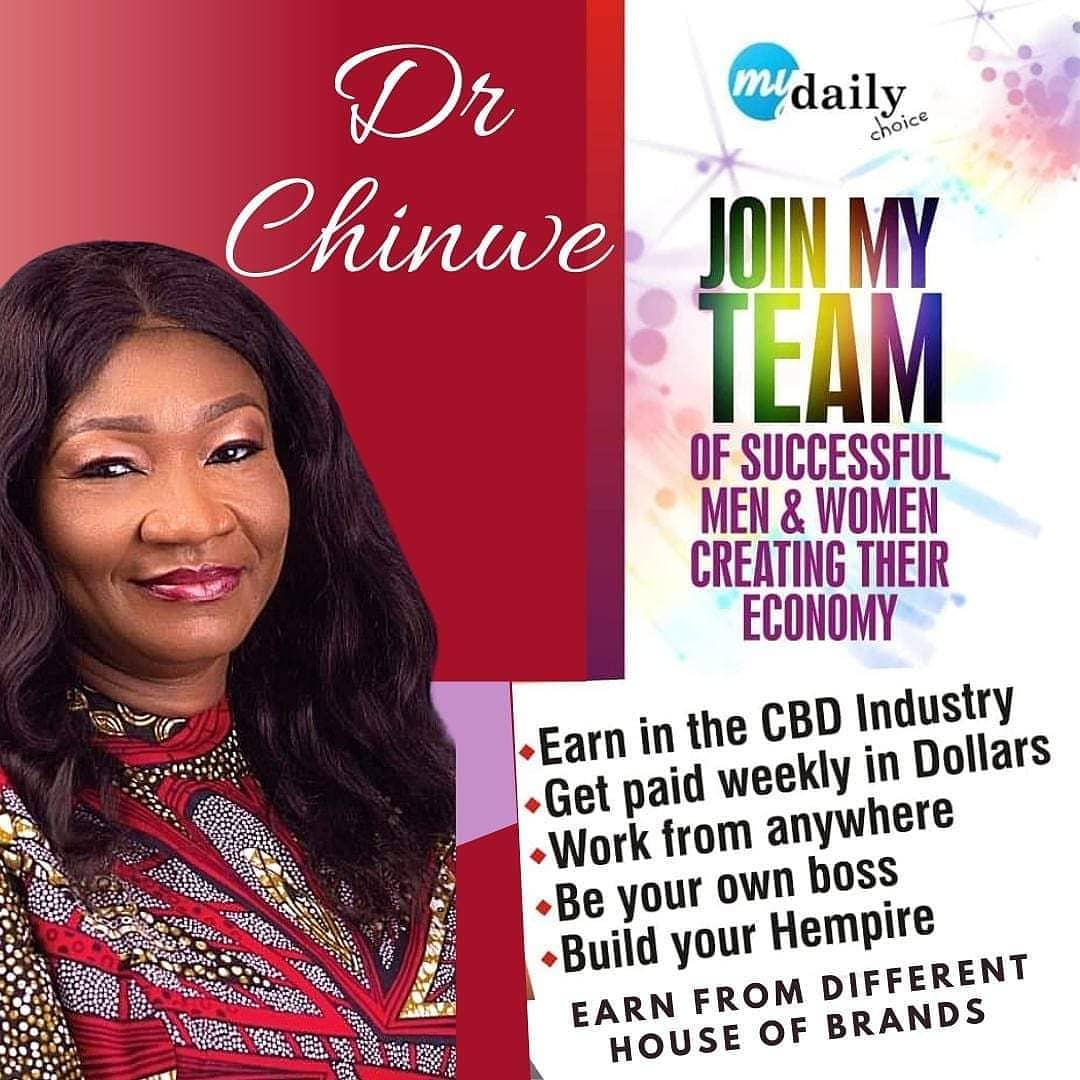 Dr
Chinwe
my daily
choice
JOIN MY
TEAM
OF SUCCESSFUL
MEN & WOMEN
CREATING THEIR
ECONOMY
•Earn in the CBD Industry
•Get paid weekly in Dollars
•Work from anywhere
•Be your own boss
•Build your Hempire
EARN FROM DIFFERENT
HOUSE OF BRANDS